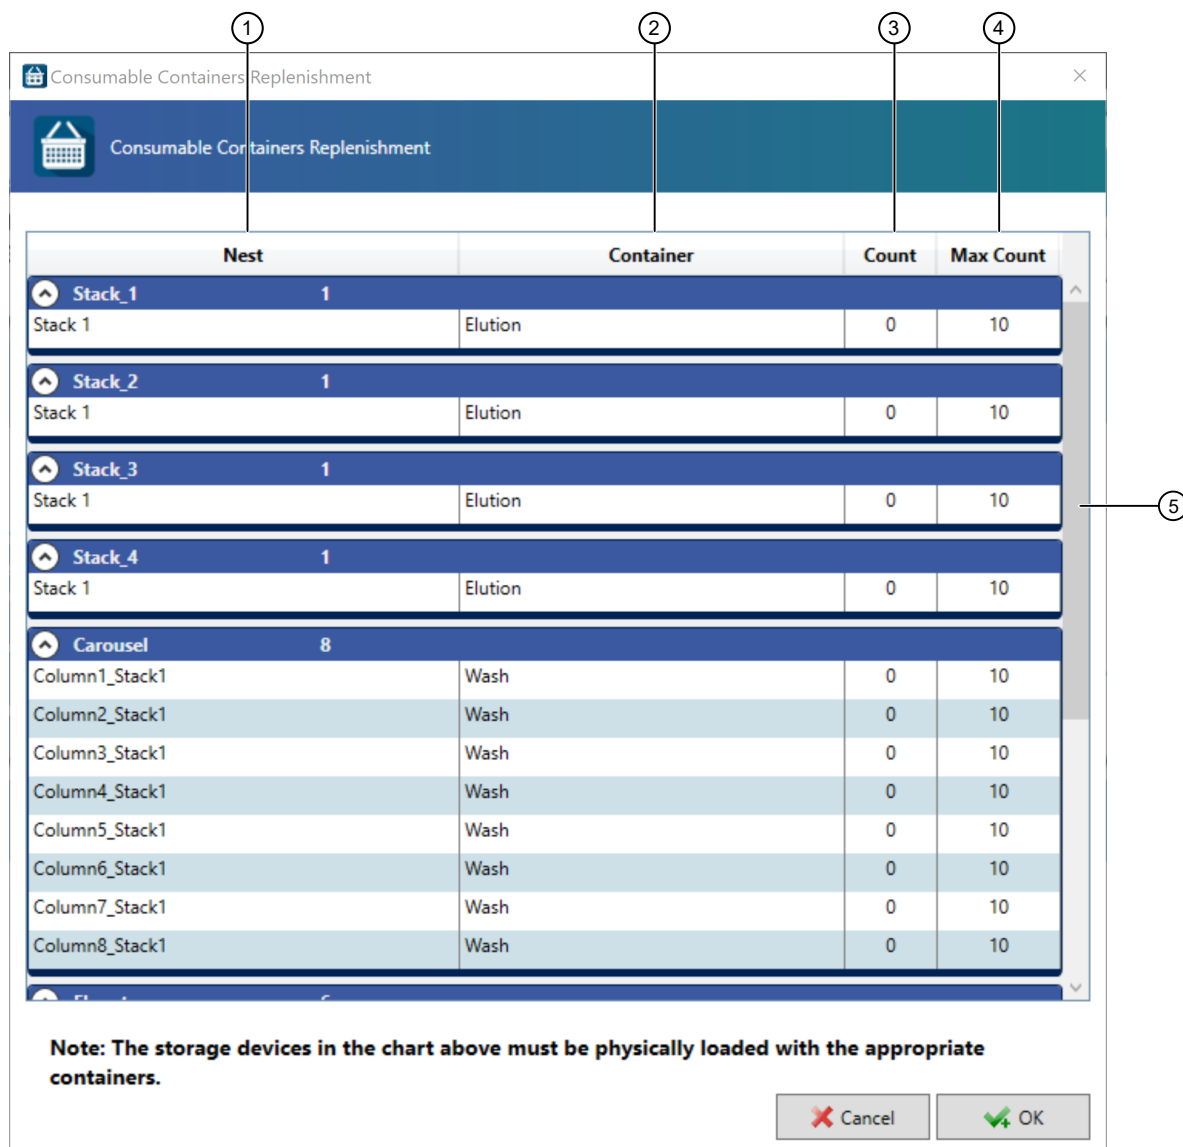 1 2 3 4
Consumable Containers Replenishment
Consumable Containers Replenishment
Nest Container Count Max Count
Stack_1 1
Stack 1 Elution 0 10
Stack_2 1
Stack 1 Elution 0 10
Stack_3 1
Stack 1 Elution 0 10
5
Stack_4 1
Stack 1 Elution 0 10
Carousel 8
Column1_Stack1 Wash 0 10
Column2_Stack1 Wash 0 10
Column3_Stack1 Wash 0 10
Column4_Stack1 Wash 0 10
Column5_Stack1 Wash 0 10
Column6_Stack1 Wash 0 10
Column7_Stack1 Wash 0 10
Column8_Stack1 Wash 0 10
Note: The storage devices in the chart above must be physically loaded with the appropriate
containers.
Cancel OK